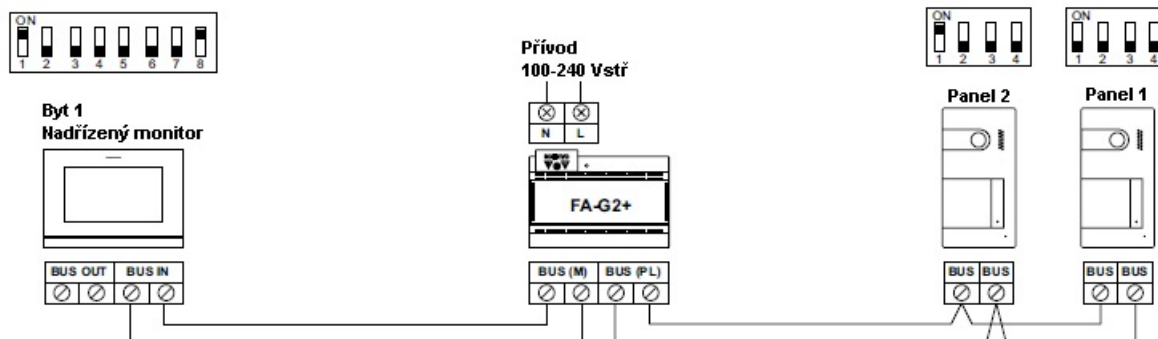 ON
1 2 3 4 5 6 7 8
Byt 1
Nadřízený monitor
BUS OUT BUS IN
Přívod
100-240 Vstř
N L
FA-G2+
BUS (M) BUS (PL)
ON
1 2 3 4
Panel 2
BUS BUS
ON
1 2 3 4
Panel 1
BUS BUS